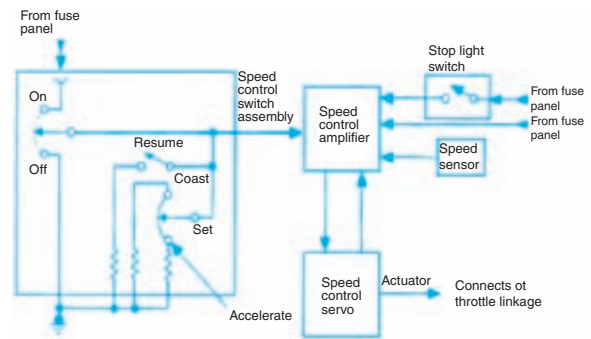 From fuse
panel
On
Off
Resume
Coast
Set
Accelerate
Speed
control
switch
assembly
Speed
control
amplifier
Stop light
switch
From fuse
panel
From fuse
panel
Speed
sensor
Speed
control
servo
Actuator
Connects ot
throttle linkage